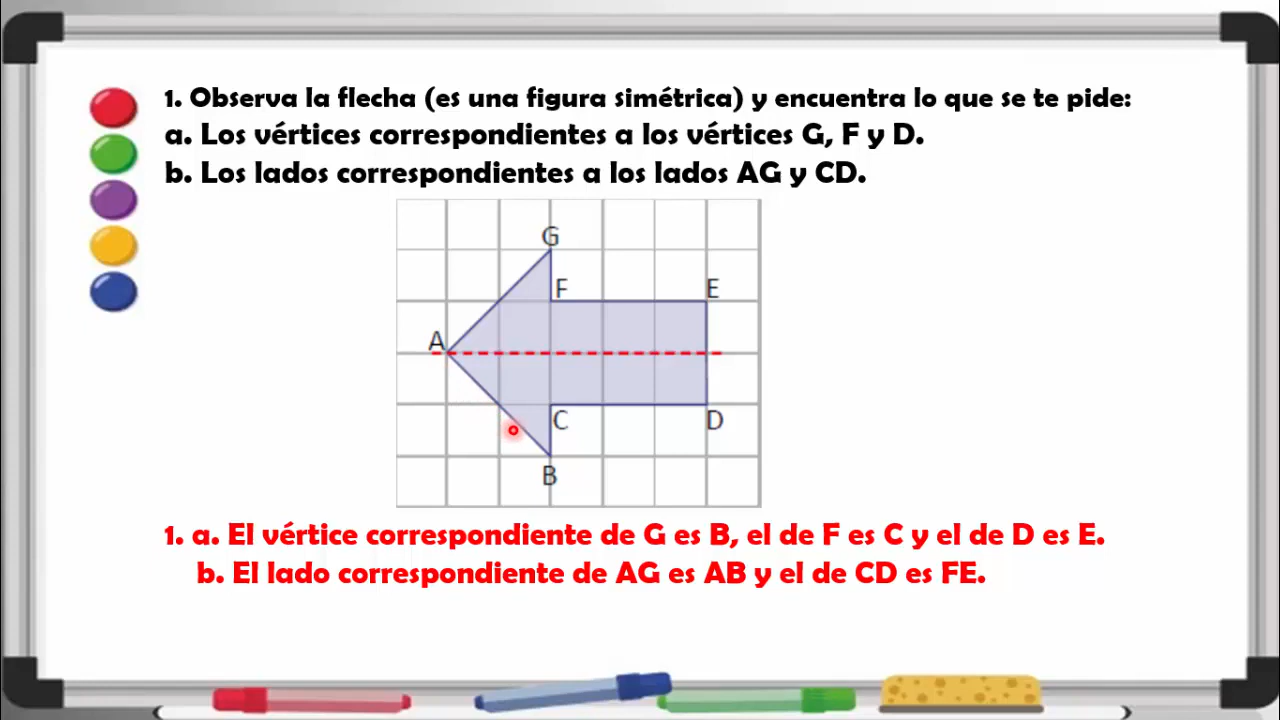 1. Observa la flecha (es una figura simétrica) y encuentra lo que se te pide:
a. Los vértices correspondientes a los vértices G, F y D.
b. Los lados correspondientes a los lados AG y CD.
G
F
E
A
C
D
B
1. a. El vértice correspondiente de G es B, el de F es C y el de D es E.
b. El lado correspondiente de AG es AB y el de CD es FE.